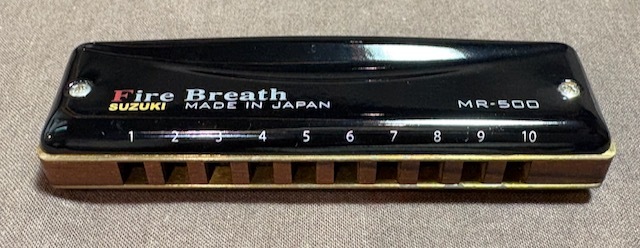 Fire Breath
SUZUKI MADE IN JAPAN MR-500
1 2 3 4 5 6 7 8 9 10